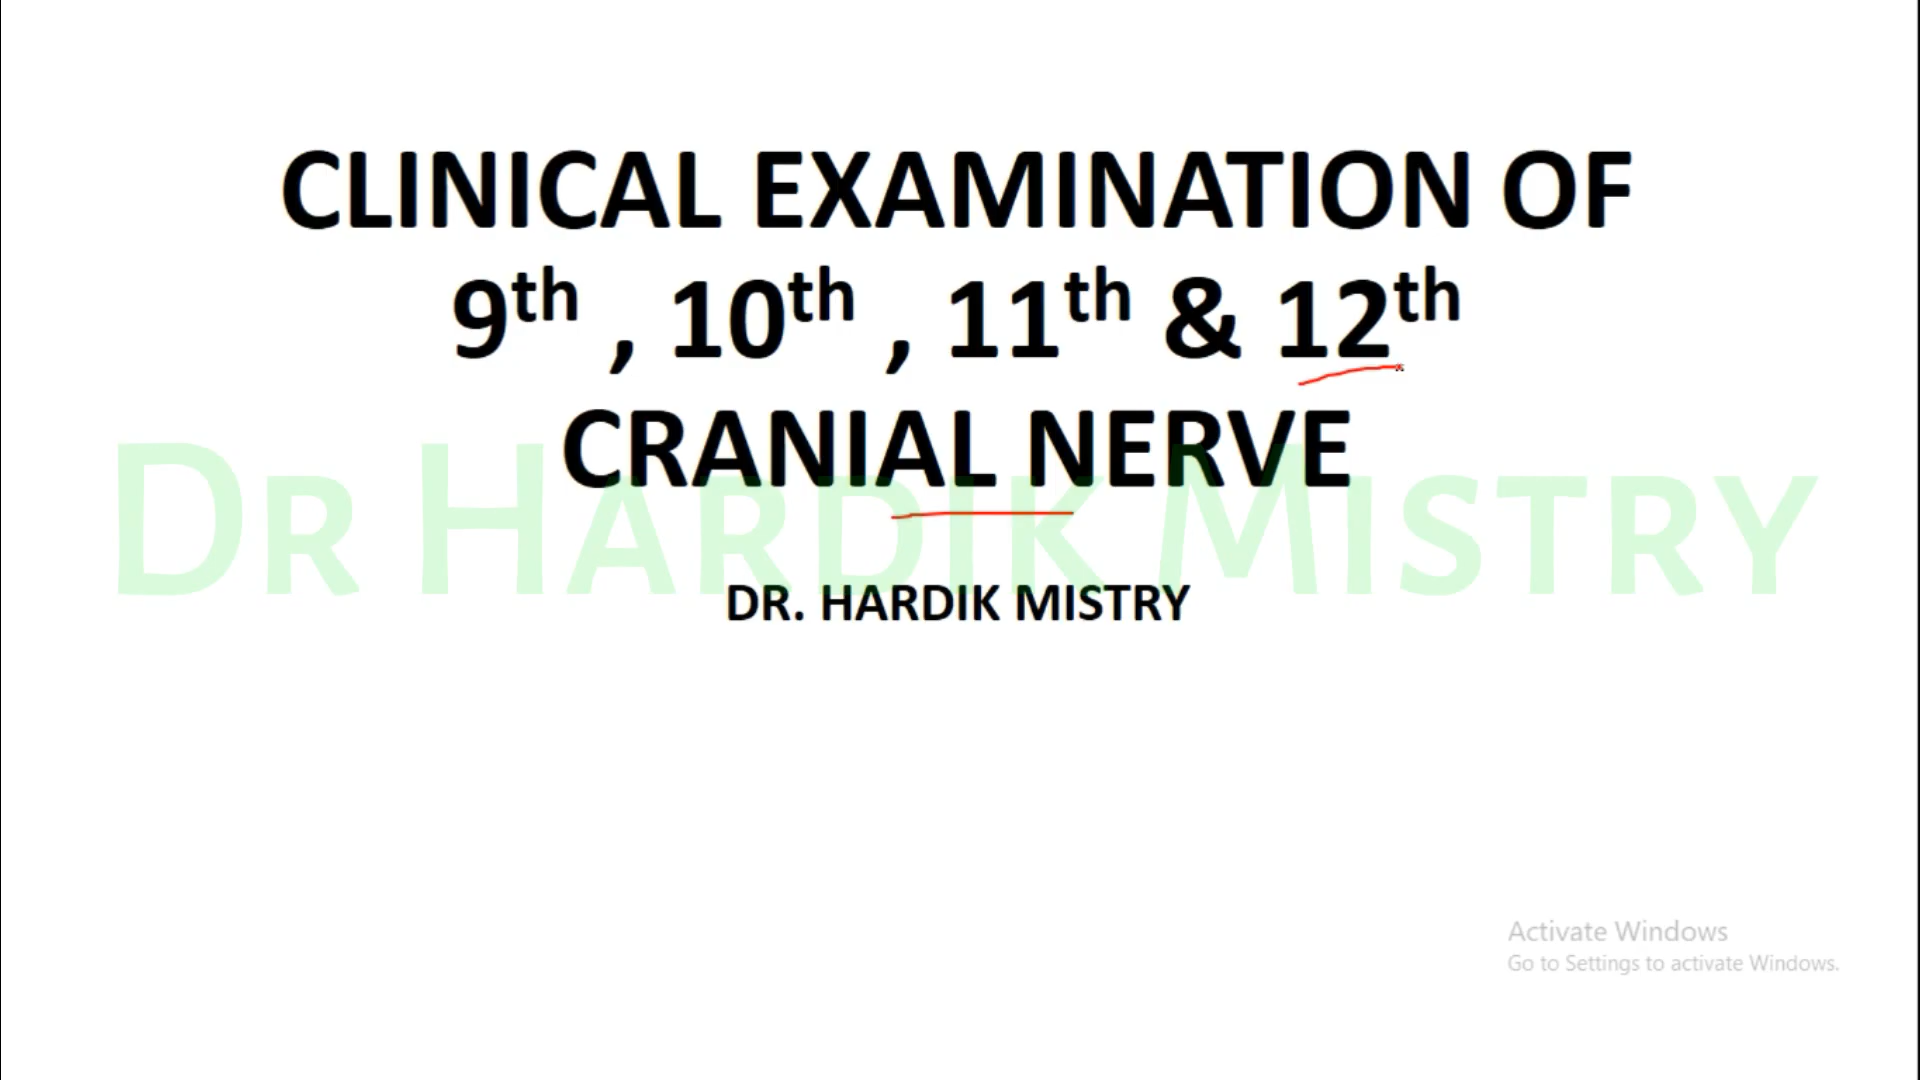 CLINICAL EXAMINATION OF
9th , 10th , 11th & 12th
CRANIAL NERVE
DR HARDIK MISTRY
DR. HARDIK MISTRY
Activate Windows
Go to Settings to activate Windows.